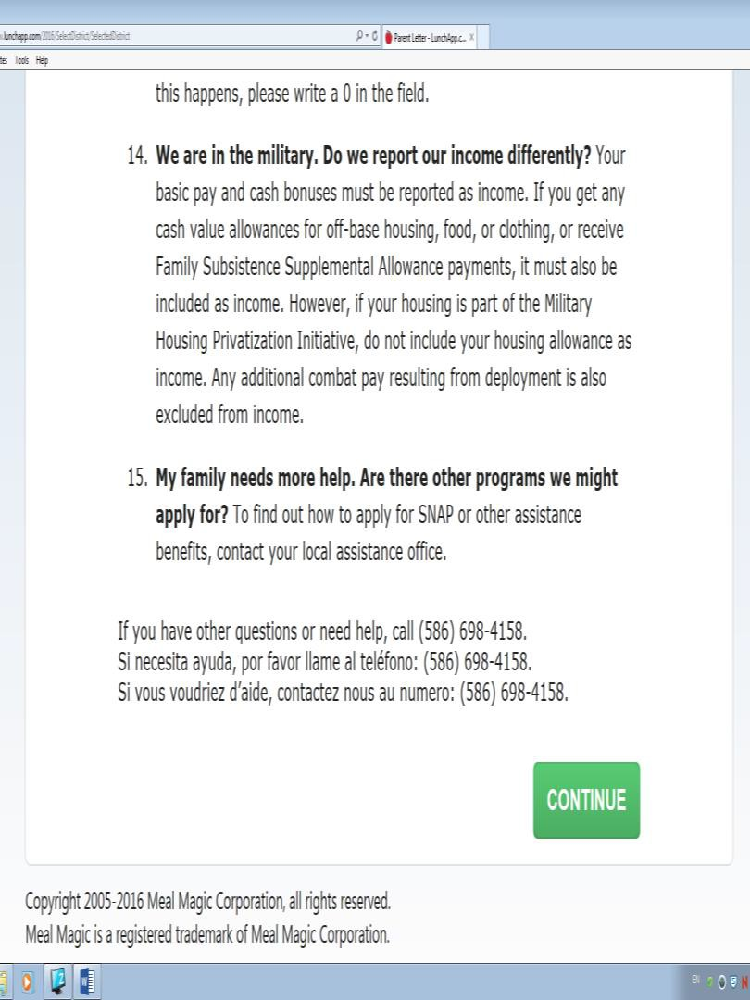 lunchapp.com/2016/SelectDistrict/SelectedDistrict
Parent Letter - LunchApp.c... X
Tools Help
this happens, please write a 0 in the field.
14. We are in the military. Do we report our income differently? Your
basic pay and cash bonuses must be reported as income. If you get any
cash value allowances for off-base housing, food, or clothing, or receive
Family Subsistence Supplemental Allowance payments, it must also be
included as income. However, if your housing is part of the Military
Housing Privatization Initiative, do not include your housing allowance as
income. Any additional combat pay resulting from deployment is also
excluded from income.
15. My family needs more help. Are there other programs we might
apply for? To find out how to apply for SNAP or other assistance
benefits, contact your local assistance office.
If you have other questions or need help, call (586) 698-4158.
Si necesita ayuda, por favor llame al teléfono: (586) 698-4158.
Si vous voudriez d’aide, contactez nous au numero: (586) 698-4158.
CONTINUE
Copyright 2005-2016 Meal Magic Corporation, all rights reserved.
Meal Magic is a registered trademark of Meal Magic Corporation.
EN